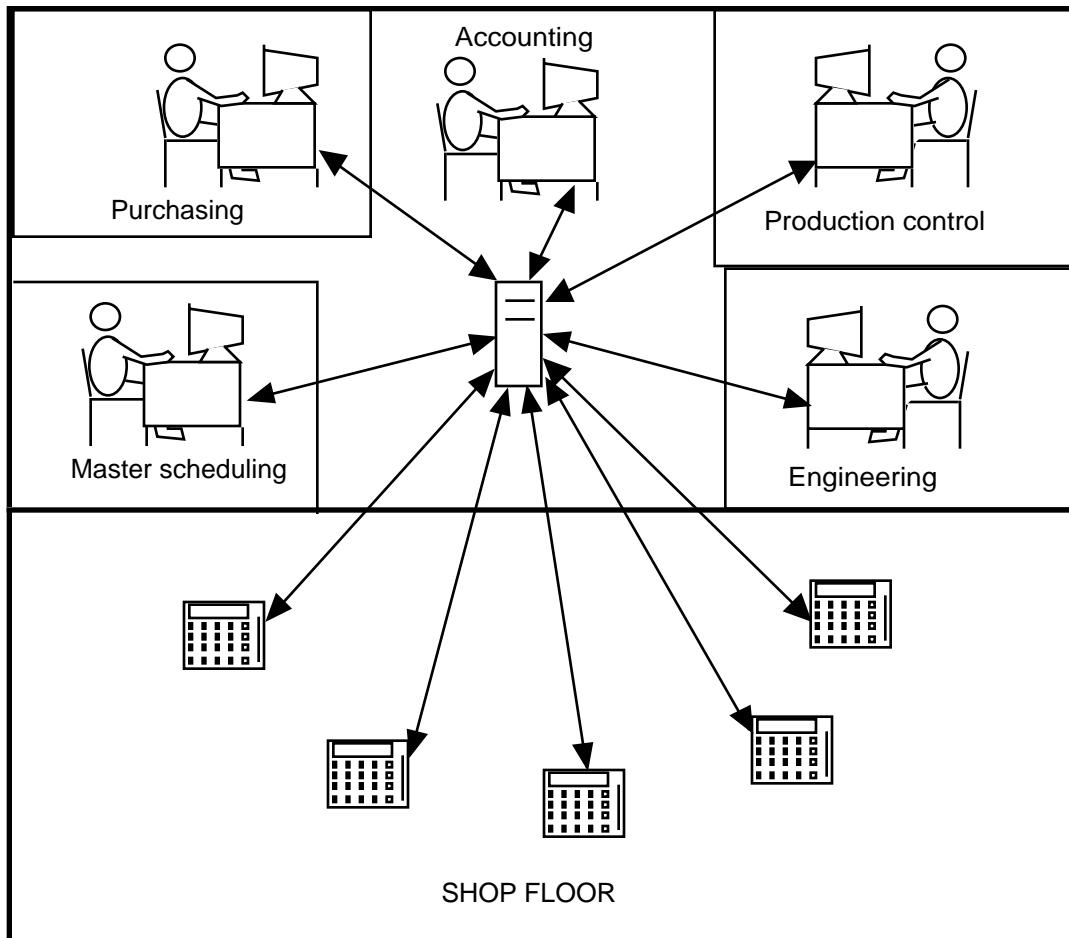 Accounting
Purchasing
Production control
Master scheduling
Engineering
SHOP FLOOR